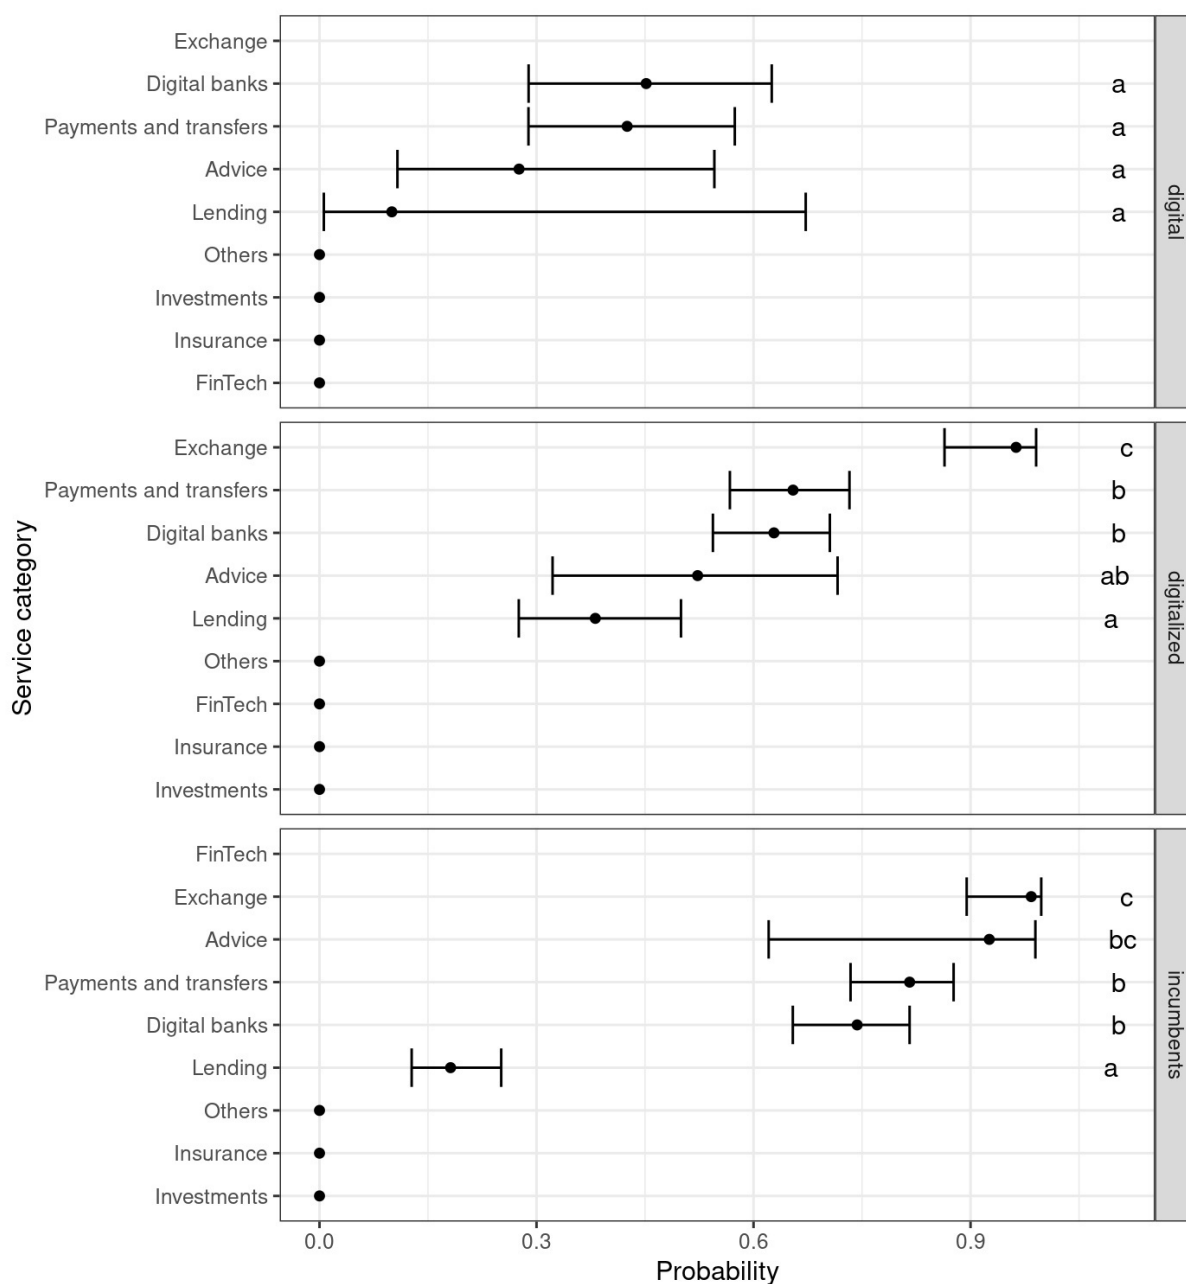 Exchange
Digital banks a
Payments and transfers a
Advice a
Lending a
Others
Investments
Insurance
FinTech
digital
Exchange c
Payments and transfers b
Digital banks b
Advice ab
Lending a
Others
FinTech
Insurance
Investments
digitalized
FinTech
Exchange c
Advice bc
Payments and transfers b
Digital banks b
Lending a
Others
Insurance
Investments
incumbents
0.0 0.3 0.6 0.9
Probability
Service category